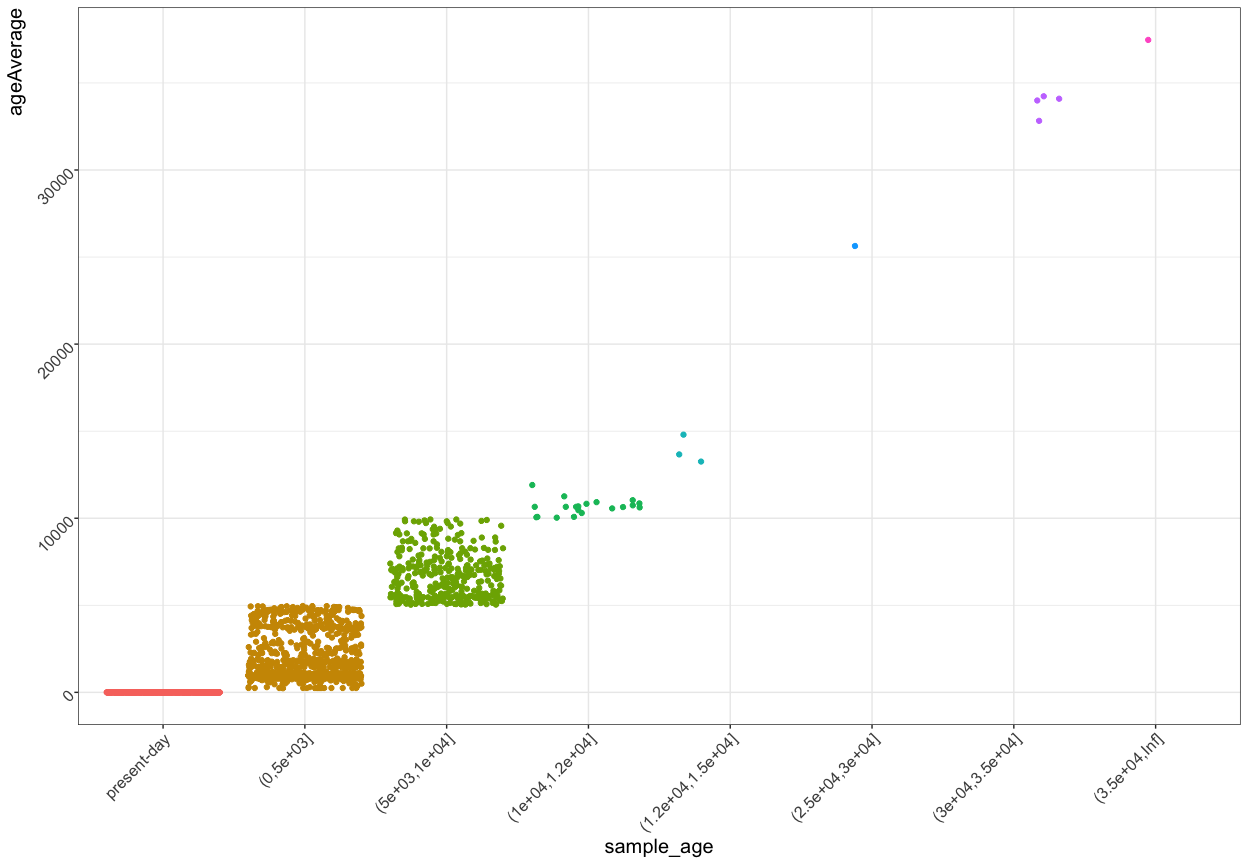 ageAverage
30000
20000
10000
0
present-day
(0,5e+03]
(5e+03,1e+04]
(1e+04,1.2e+04]
(1.2e+04,1.5e+04]
(2.5e+04,3e+04]
(3e+04,3.5e+04]
(3.5e+04,Inf]
sample_age